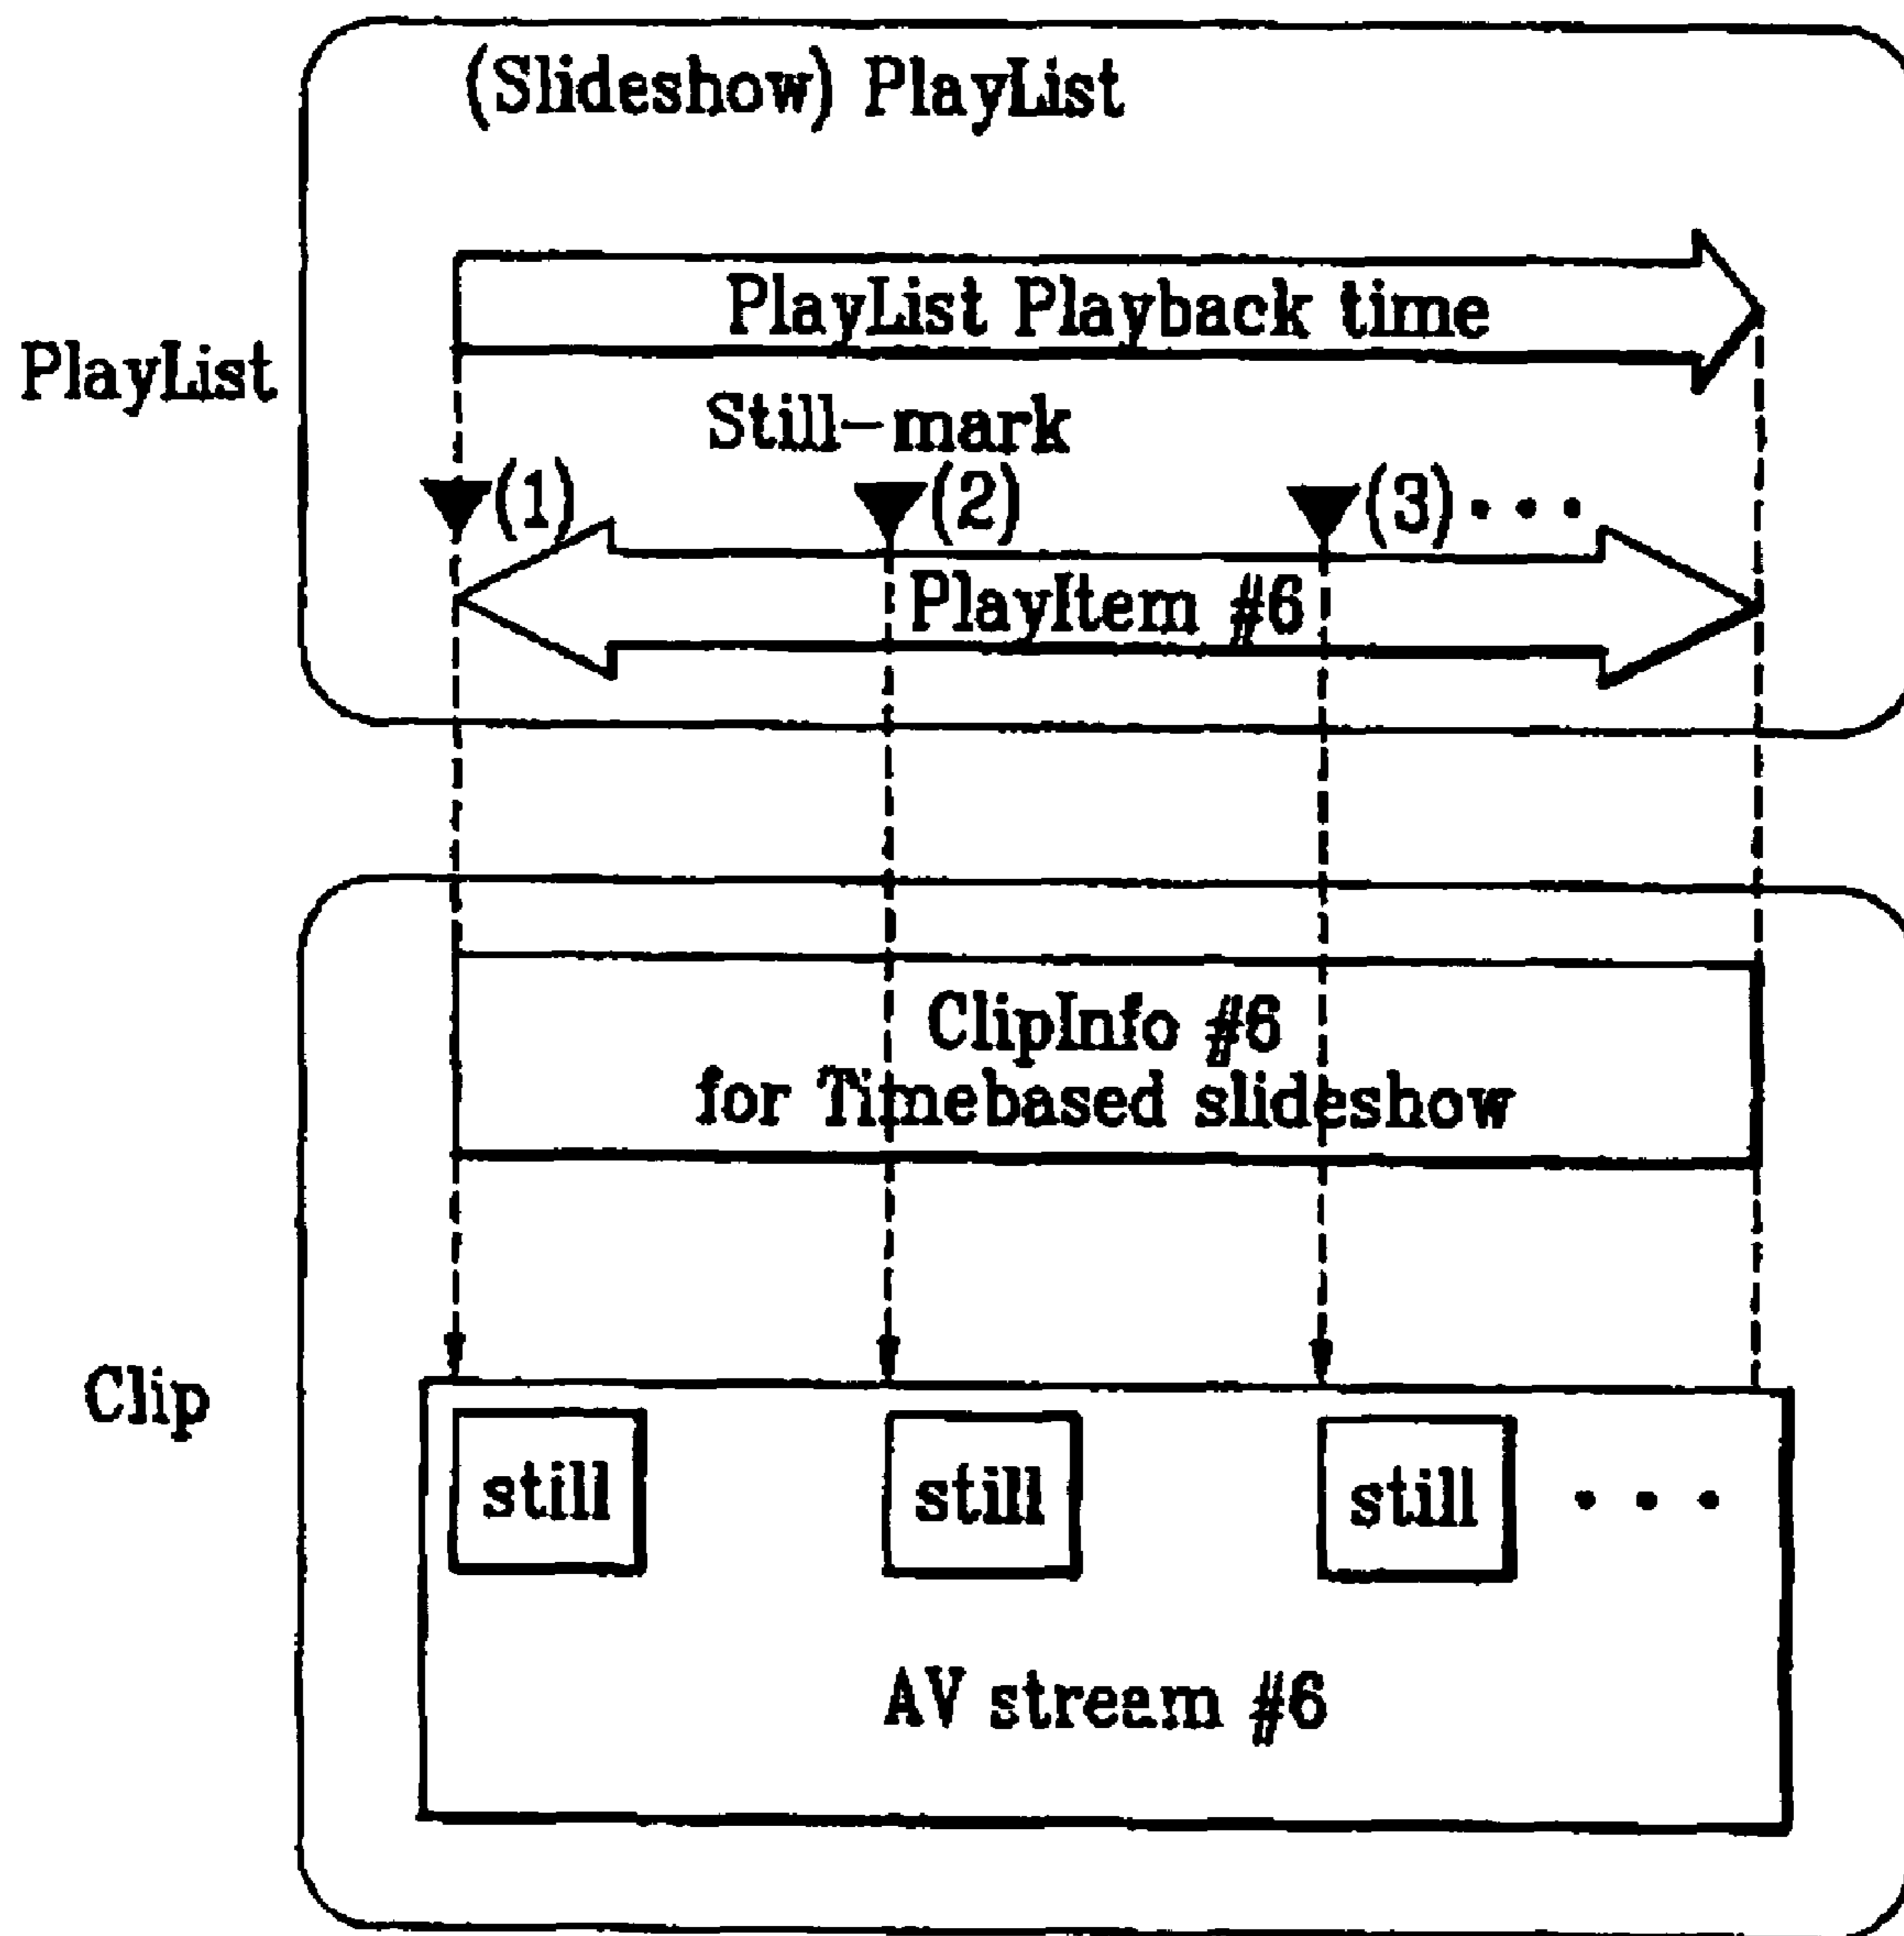 (Slideshow) PlayList
PlayList Playback time
PlayList
Still-mark
(1) (2) (3) • • •
PlayItem #6
ClipInfo #6
for Timebased slideshow
Clip
still still still • • •
AV stream #6